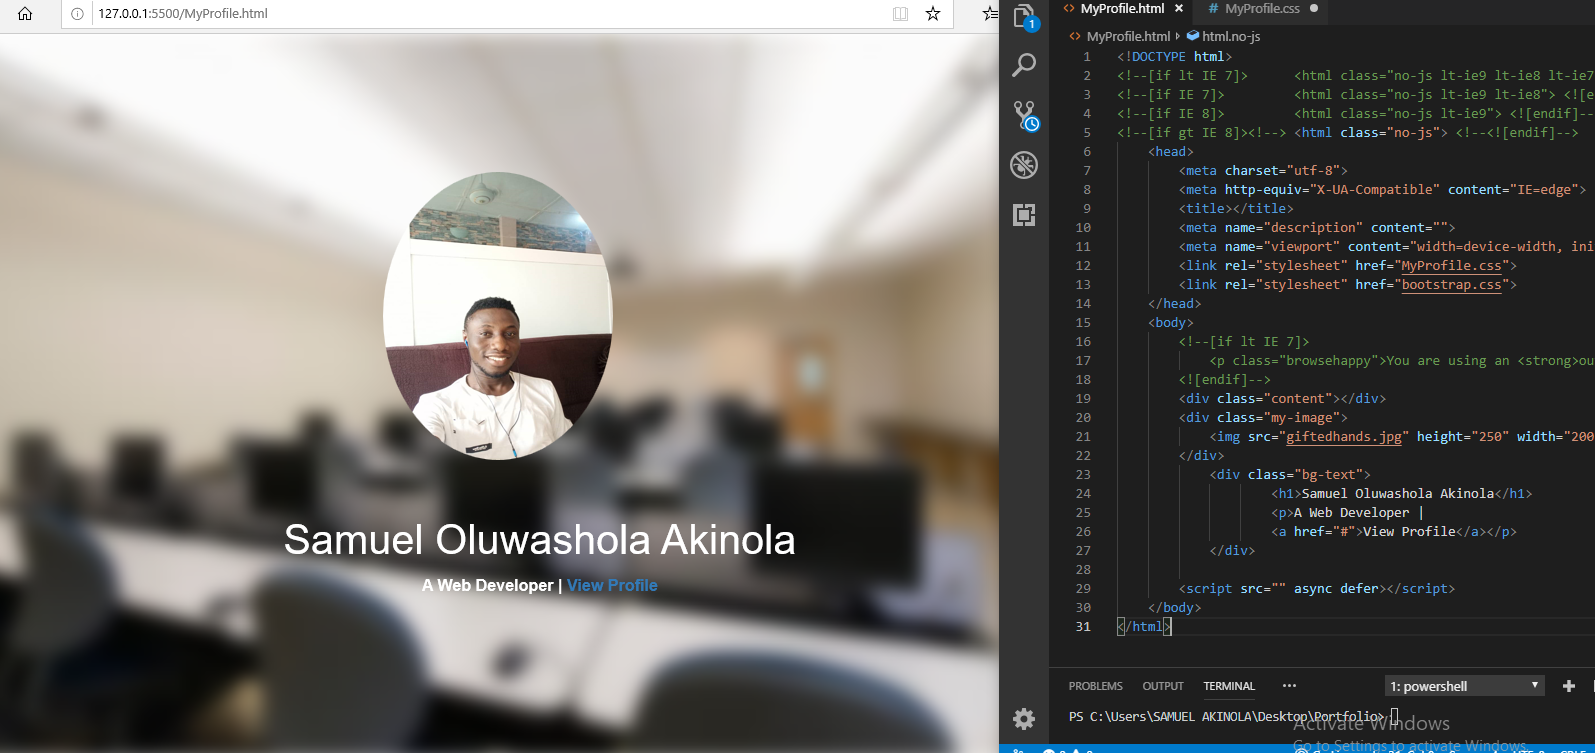 127.0.0.1:5500/MyProfile.html
Samuel Oluwashola Akinola
A Web Developer | View Profile
1
MyProfile.html
# MyProfile.css
MyProfile.html html.no-js
1 <!DOCTYPE html>
2 <!--[if lt IE 7]> <html class="no-js lt-ie9 lt-ie8 lt-ie7
3 <!--[if IE 7]> <html class="no-js lt-ie9 lt-ie8"> <![e
4 <!--[if IE 8]> <html class="no-js lt-ie9"> <![endif]--
5 <!--[if gt IE 8]><!--> <html class="no-js"> <!--<![endif]-->
6 <head>
7 <meta charset="utf-8">
8 <meta http-equiv="X-UA-Compatible" content="IE=edge">
9 <title></title>
10 <meta name="description" content="">
11 <meta name="viewport" content="width=device-width, ini
12 <link rel="stylesheet" href="MyProfile.css">
13 <link rel="stylesheet" href="bootstrap.css">
14 </head>
15 <body>
16 <!--[if lt IE 7]>
17 <p class="browsehappy">You are using an <strong>ou
18 <![endif]-->
19 <div class="content"></div>
20 <div class="my-image">
21 <img src="giftedhands.jpg" height="250" width="200
22 </div>
23 <div class="bg-text">
24 <h1>Samuel Oluwashola Akinola</h1>
25 <p>A Web Developer |
26 <a href="#">View Profile</a></p>
27 </div>
28
29 <script src="" async defer></script>
30 </body>
31 </html>
PROBLEMS OUTPUT TERMINAL ••• 1: powershell
PS C:\Users\SAMUEL AKINOLA\Desktop\Portfolio>
Activate Windows
Go to Settings to activate Windows.